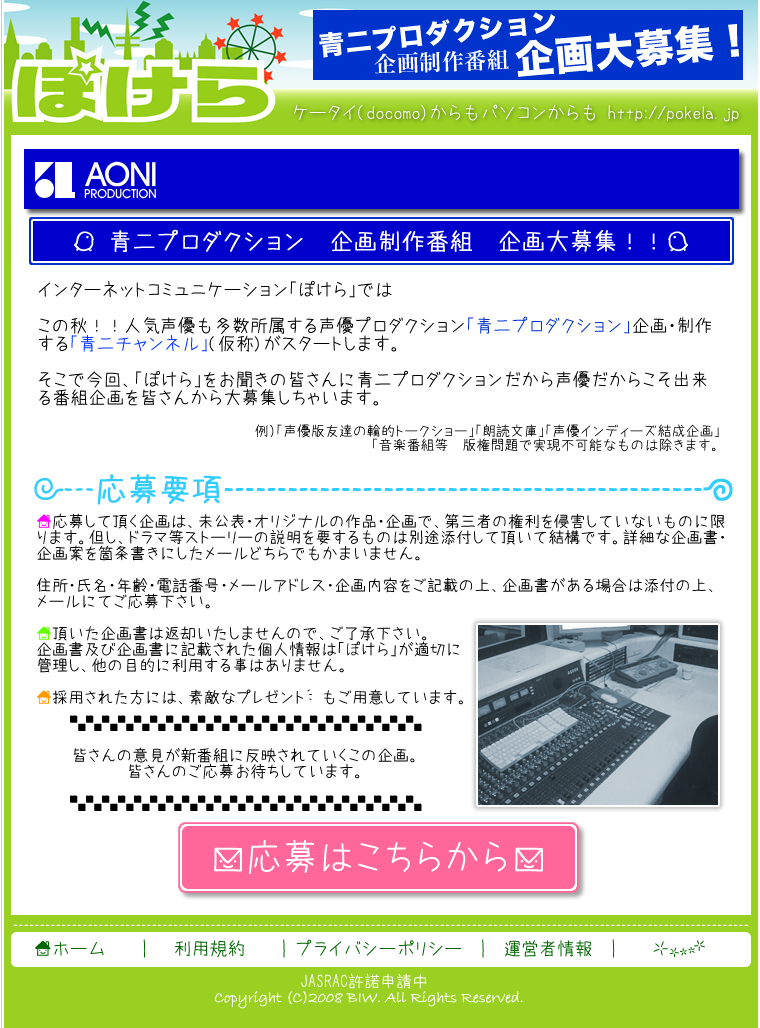 青二プロダクション
企画制作番組 企画大募集！
ぽけら
ケータイ(docomo)からもパソコンからも http://pokela.jp
AONI
PRODUCTION
青二プロダクション　企画制作番組　企画大募集！！
インターネットコミュニケーション「ぽけら」では
この秋！！人気声優も多数所属する声優プロダクション「青二プロダクション」企画・制作
する「青二チャンネル」(仮称)がスタートします。
そこで今回、「ぽけら」をお聞きの皆さんに青二プロダクションだから声優だからこそ出来
る番組企画を皆さんから大募集しちゃいます。
例)「声優版友達の輪的トークショー」「朗読文庫」「声優インディーズ結成企画」
「音楽番組等　版権問題で実現不可能なものは除きます。
応募要項
応募して頂く企画は、未公表・オリジナルの作品・企画で、第三者の権利を侵害していないものに限
ります。但し、ドラマ等ストーリーの説明を要するものは別途添付して頂いて結構です。詳細な企画書・
企画案を箇条書きにしたメールどちらでもかまいません。
住所・氏名・年齢・電話番号・メールアドレス・企画内容をご記載の上、企画書がある場合は添付の上、
メールにてご応募下さい。
頂いた企画書は返却いたしませんので、ご了承下さい。
企画書及び企画書に記載された個人情報は「ぽけら」が適切に
管理し、他の目的に利用する事はありません。
採用された方には、素敵なプレゼント もご用意しています。
皆さんの意見が新番組に反映されていくこの企画。
皆さんのご応募お待ちしています。
応募はこちらから
ホーム | 利用規約 | プライバシーポリシー | 運営者情報 |
JASRAC許諾申請中
Copyright (C)2008 BIW. All Rights Reserved.